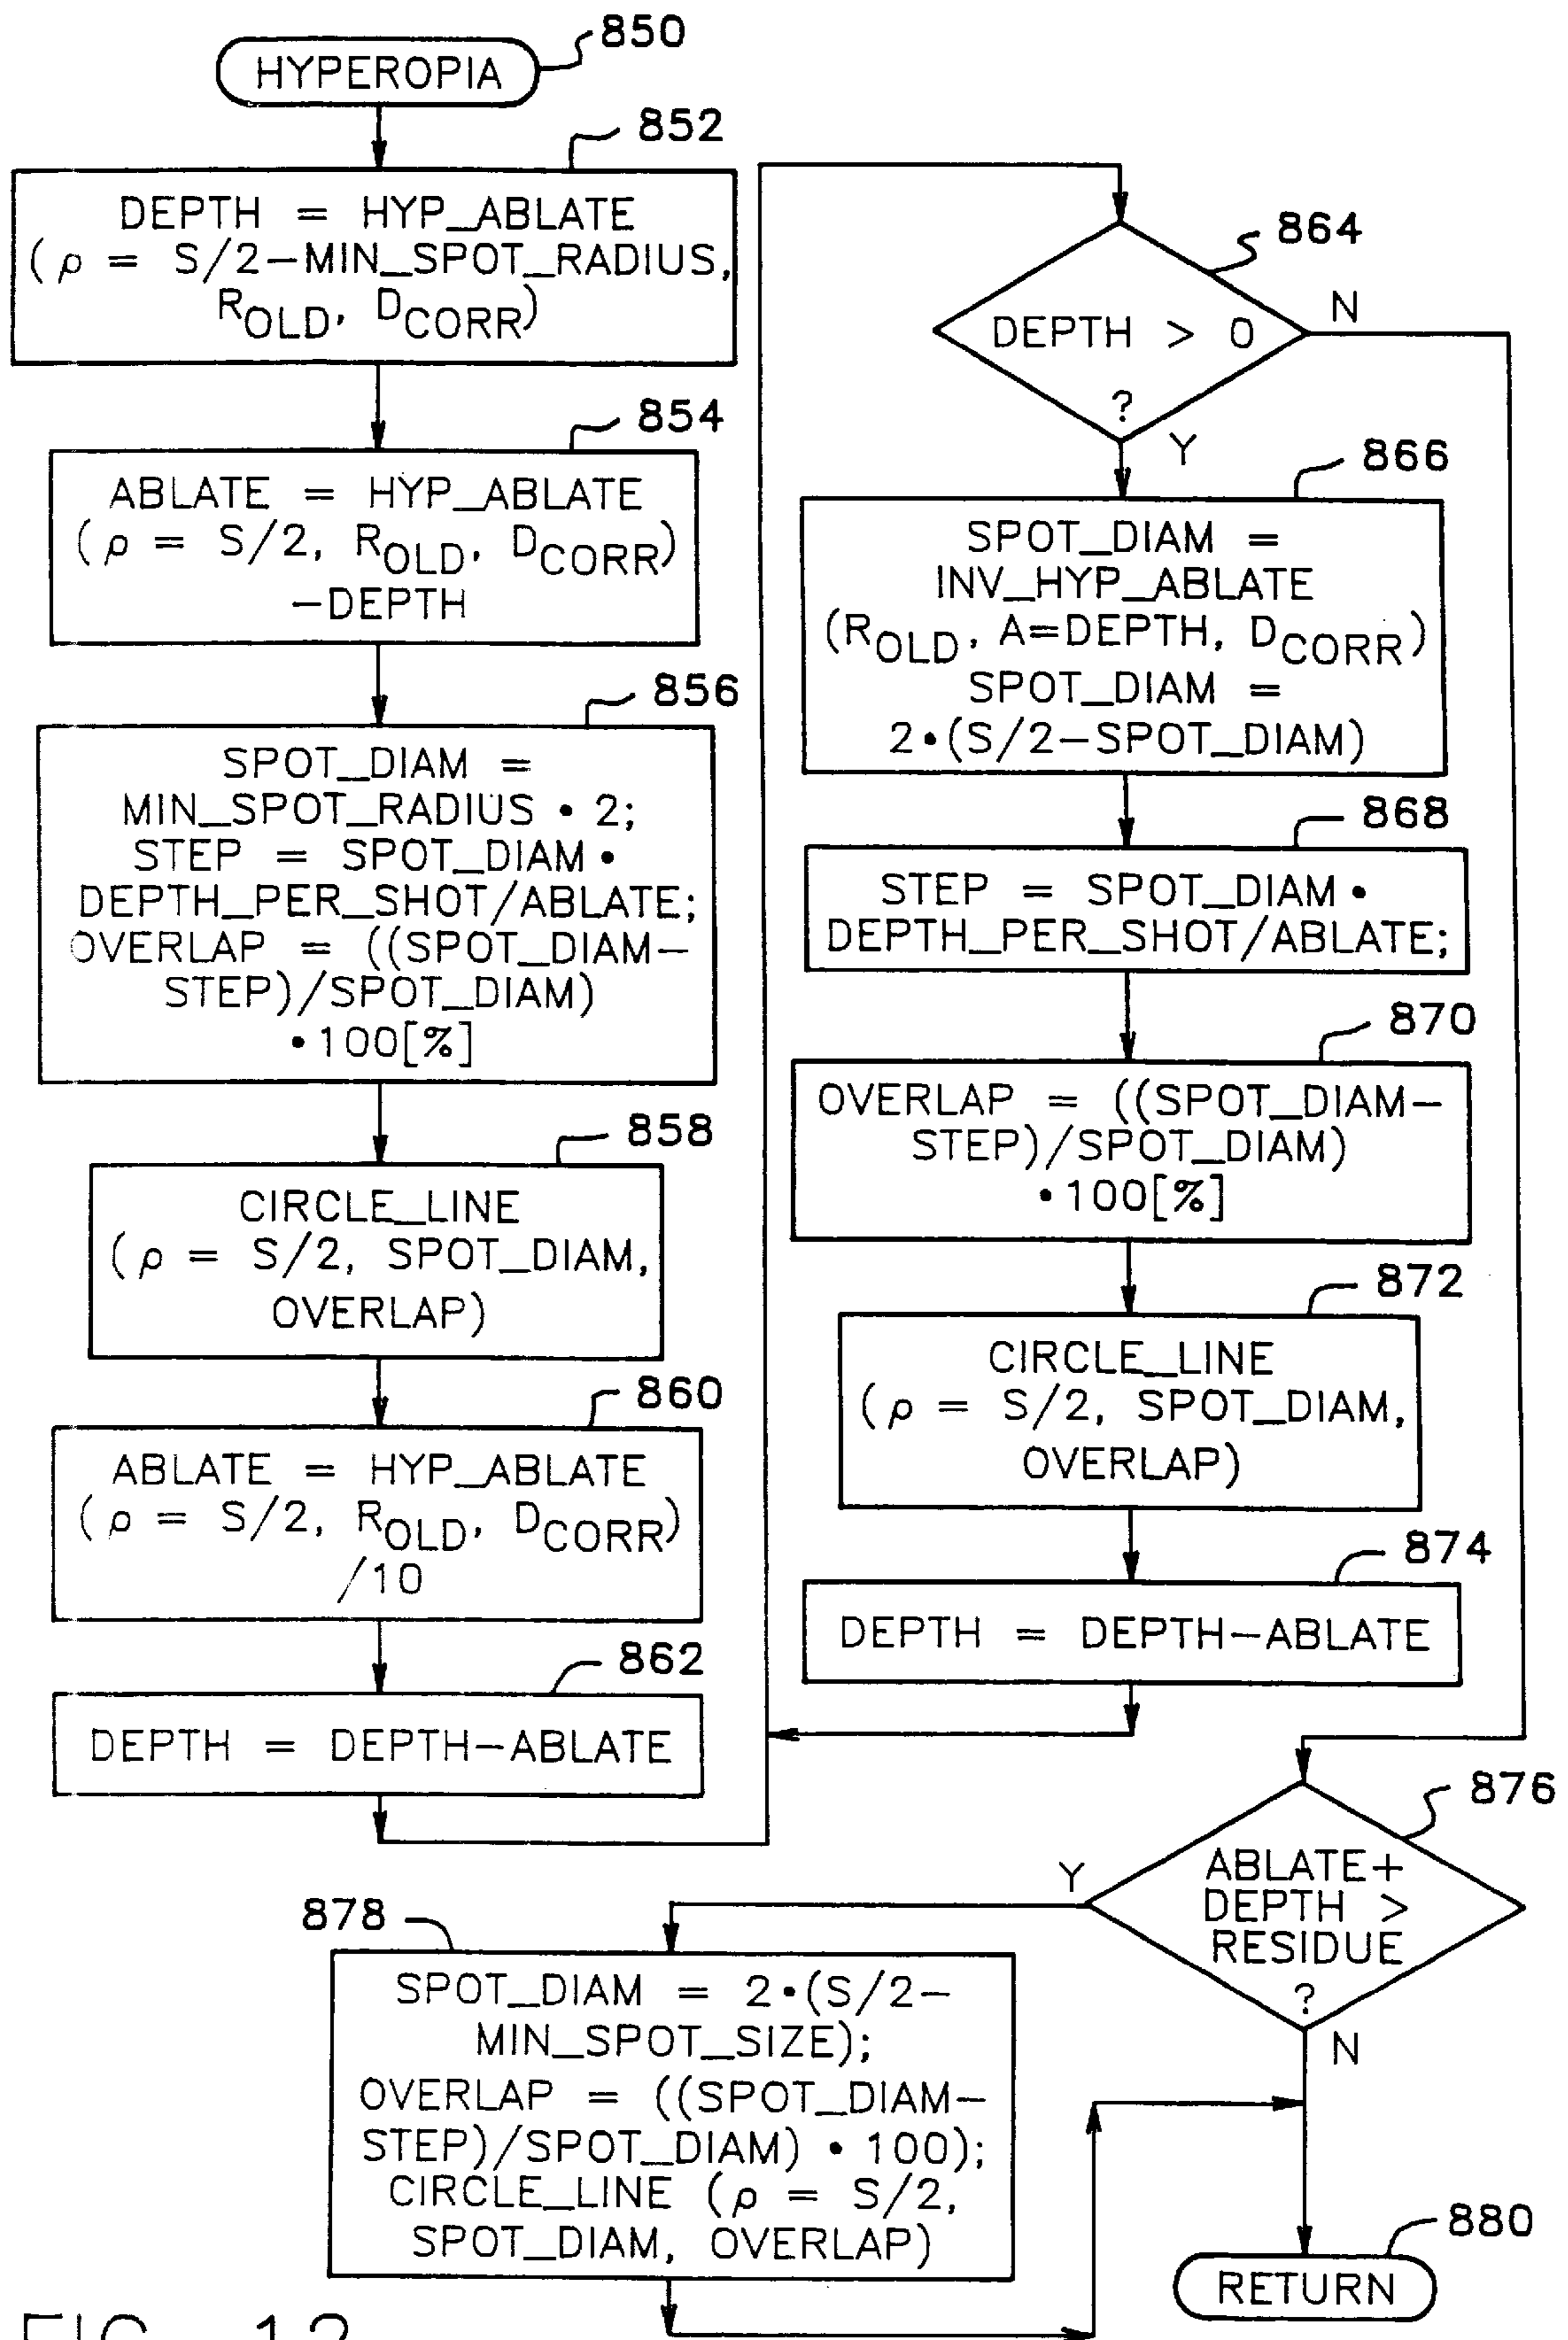 HYPEROPIA
850
852
DEPTH = HYP_ABLATE
(ρ = S/2-MIN_SPOT_RADIUS,
R_OLD, D_CORR)
854
ABLATE = HYP_ABLATE
(ρ = S/2, R_OLD, D_CORR)
-DEPTH
856
SPOT_DIAM =
MIN_SPOT_RADIUS • 2;
STEP = SPOT_DIAM •
DEPTH_PER_SHOT/ABLATE;
OVERLAP = ((SPOT_DIAM-
STEP)/SPOT_DIAM)
• 100[%]
858
CIRCLE_LINE
(ρ = S/2, SPOT_DIAM,
OVERLAP)
860
ABLATE = HYP_ABLATE
(ρ = S/2, R_OLD, D_CORR)
/10
862
DEPTH = DEPTH-ABLATE
864
DEPTH > 0
?
N
Y
866
SPOT_DIAM =
INV_HYP_ABLATE
(R_OLD, A=DEPTH, D_CORR)
SPOT_DIAM =
2•(S/2-SPOT_DIAM)
868
STEP = SPOT_DIAM •
DEPTH_PER_SHOT/ABLATE;
870
OVERLAP = ((SPOT_DIAM-
STEP)/SPOT_DIAM)
• 100[%]
872
CIRCLE_LINE
(ρ = S/2, SPOT_DIAM,
OVERLAP)
874
DEPTH = DEPTH-ABLATE
876
ABLATE+
DEPTH >
RESIDUE
?
Y
N
878
SPOT_DIAM = 2•(S/2-
MIN_SPOT_SIZE);
OVERLAP = ((SPOT_DIAM-
STEP)/SPOT_DIAM) • 100);
CIRCLE_LINE (ρ = S/2,
SPOT_DIAM, OVERLAP)
880
RETURN